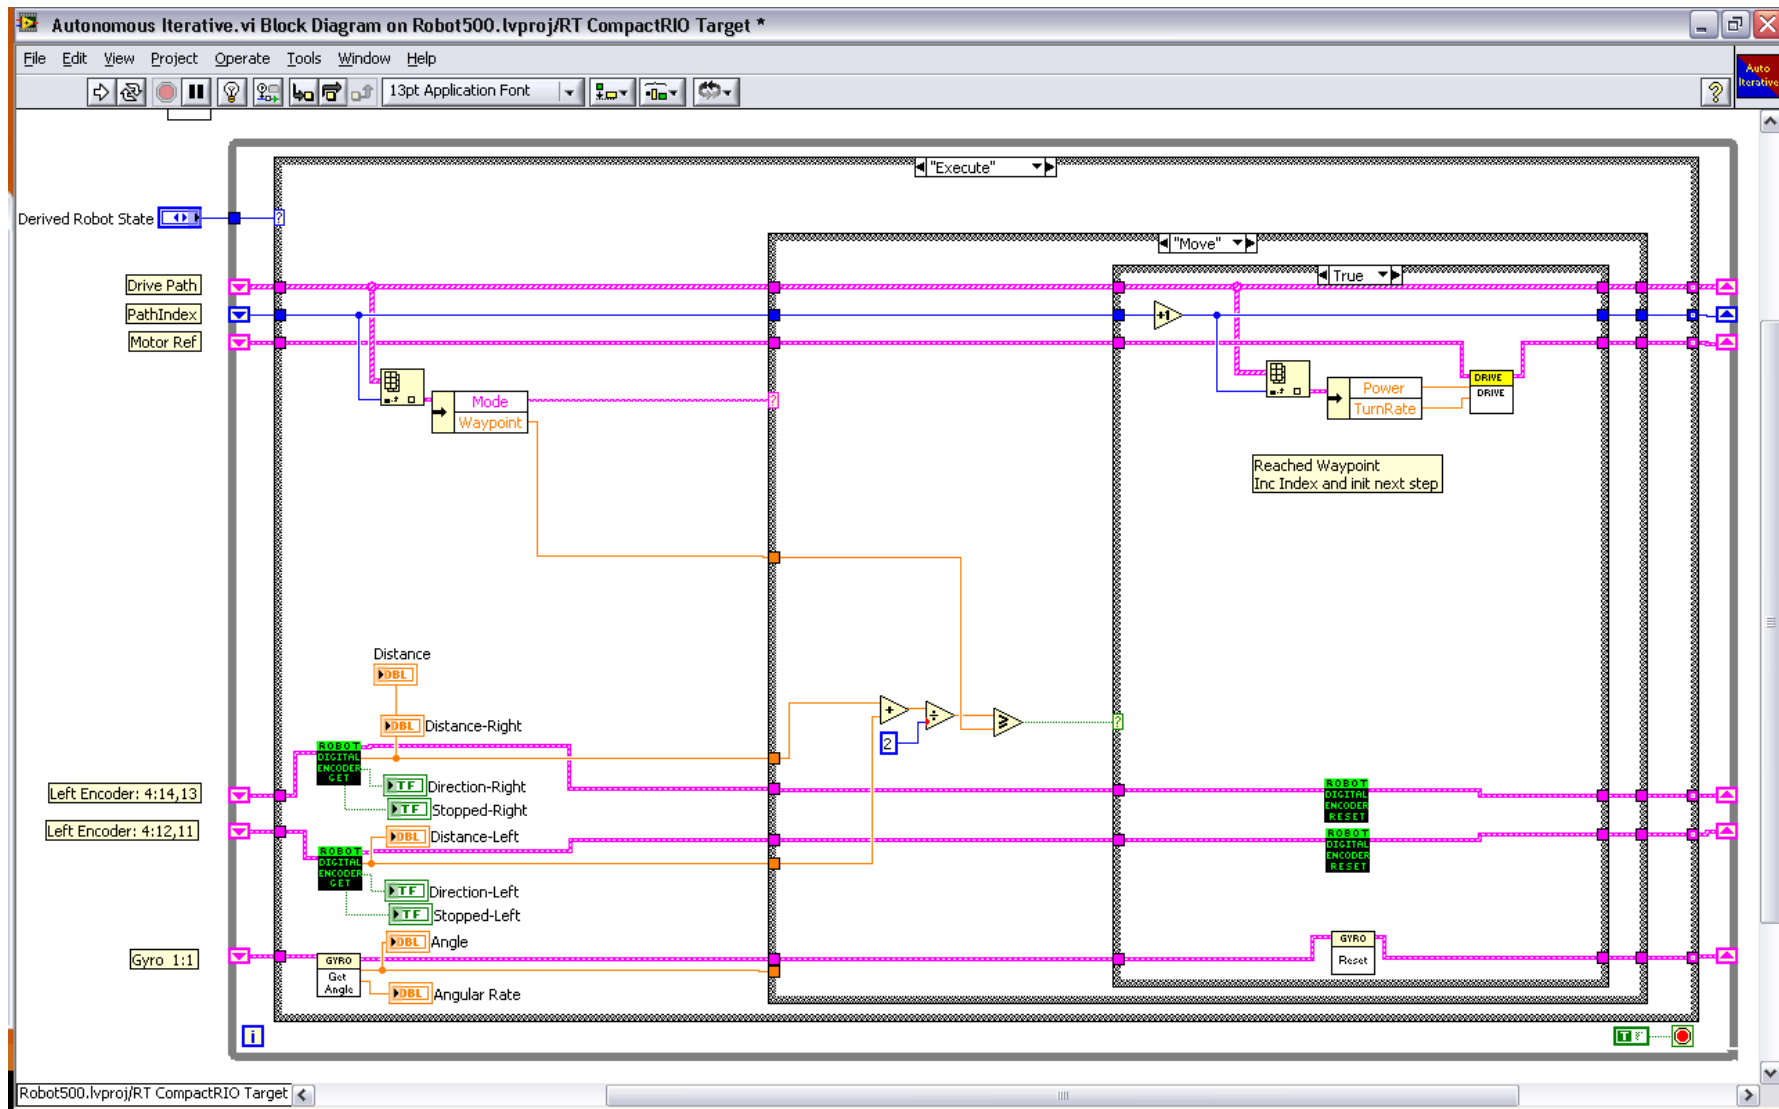 Autonomous Iterative.vi Block Diagram on Robot500.lvproj/RT CompactRIO Target *
File Edit View Project Operate Tools Window Help
13pt Application Font
?
Auto
Iterative
"Execute"
Derived Robot State
?
"Move"
True
Drive Path
PathIndex
+1
Motor Ref
Mode
Waypoint
?
Power
TurnRate
DRIVE
DRIVE
Reached Waypoint
Inc Index and init next step
Distance
DBL
DBL Distance-Right
+
÷
≥
?
2
ROBOT
DIGITAL
ENCODER
GET
TF Direction-Right
TF Stopped-Right
Left Encoder: 4:14,13
ROBOT
DIGITAL
ENCODER
RESET
Left Encoder: 4:12,11
DBL Distance-Left
ROBOT
DIGITAL
ENCODER
GET
ROBOT
DIGITAL
ENCODER
RESET
TF Direction-Left
TF Stopped-Left
DBL Angle
Gyro 1:1
GYRO
Get
Angle
GYRO
Reset
DBL Angular Rate
i
T
Robot500.lvproj/RT CompactRIO Target